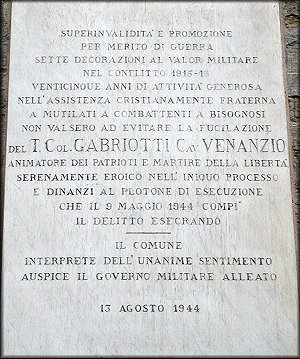 SUPERINVALIDITÀ E PROMOZIONE
PER MERITO DI GUERRA
SETTE DECORAZIONI AL VALOR MILITARE
NEL CONFLITTO 1915-18
VENTICINQUE ANNI DI ATTIVITÀ GENEROSA
NELL'ASSISTENZA CRISTIANAMENTE FRATERNA
A MUTILATI A COMBATTENTI A BISOGNOSI
NON VALSERO AD EVITARE LA FUCILAZIONE
DEL T. COL. GABRIOTTI CAV. VENANZIO
ANIMATORE DEI PATRIOTI E MARTIRE DELLA LIBERTÀ
SERENAMENTE EROICO NELL'INIQUO PROCESSO
E DINANZI AL PLOTONE DI ESECUZIONE
CHE IL 9 MAGGIO 1944 COMPÌ
IL DELITTO ESECRANDO
IL COMUNE
INTERPRETE DELL'UNANIME SENTIMENTO
AUSPICE IL GOVERNO MILITARE ALLEATO
13 AGOSTO 1944